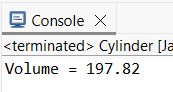 Console
<terminated> Cylinder [Ja
Volume = 197.82